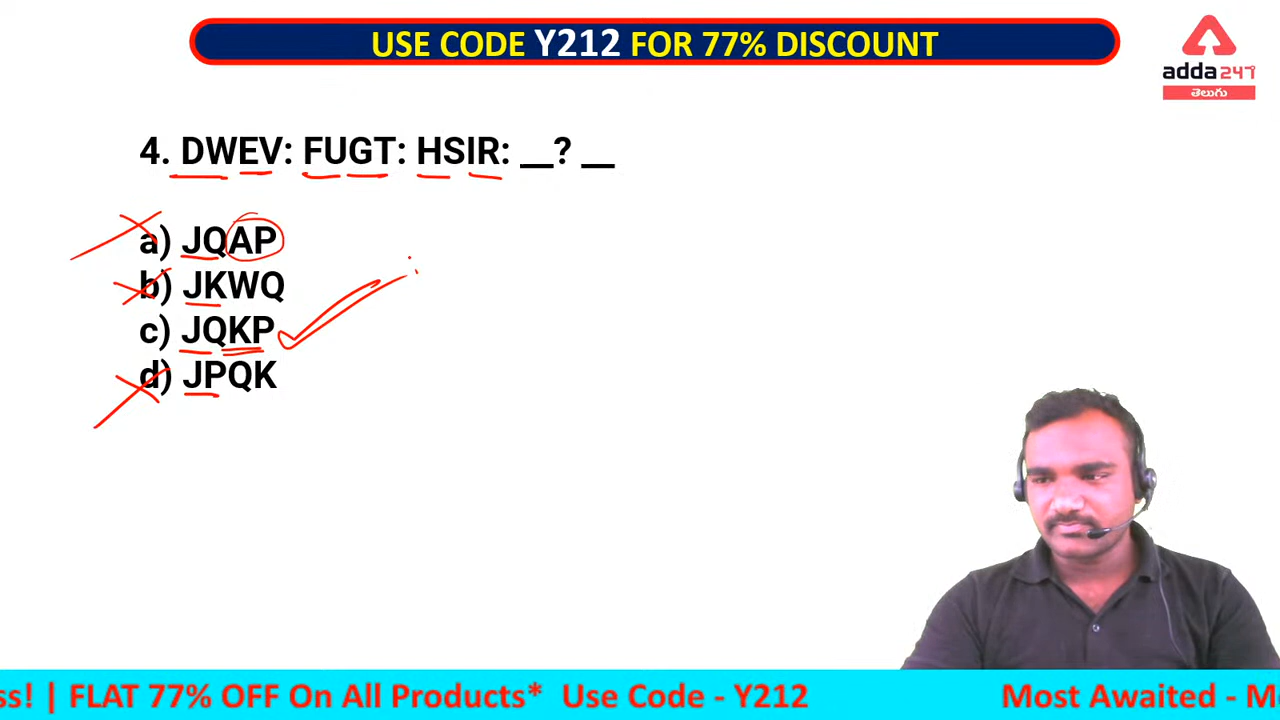 USE CODE Y212 FOR 77% DISCOUNT
adda247
తెలుగు
4. DWEV: FUGT: HSIR: __? __
a) JQAP
b) JKWQ
c) JQKP
d) JPQK
ss! | FLAT 77% OFF On All Products* Use Code - Y212 Most Awaited - M